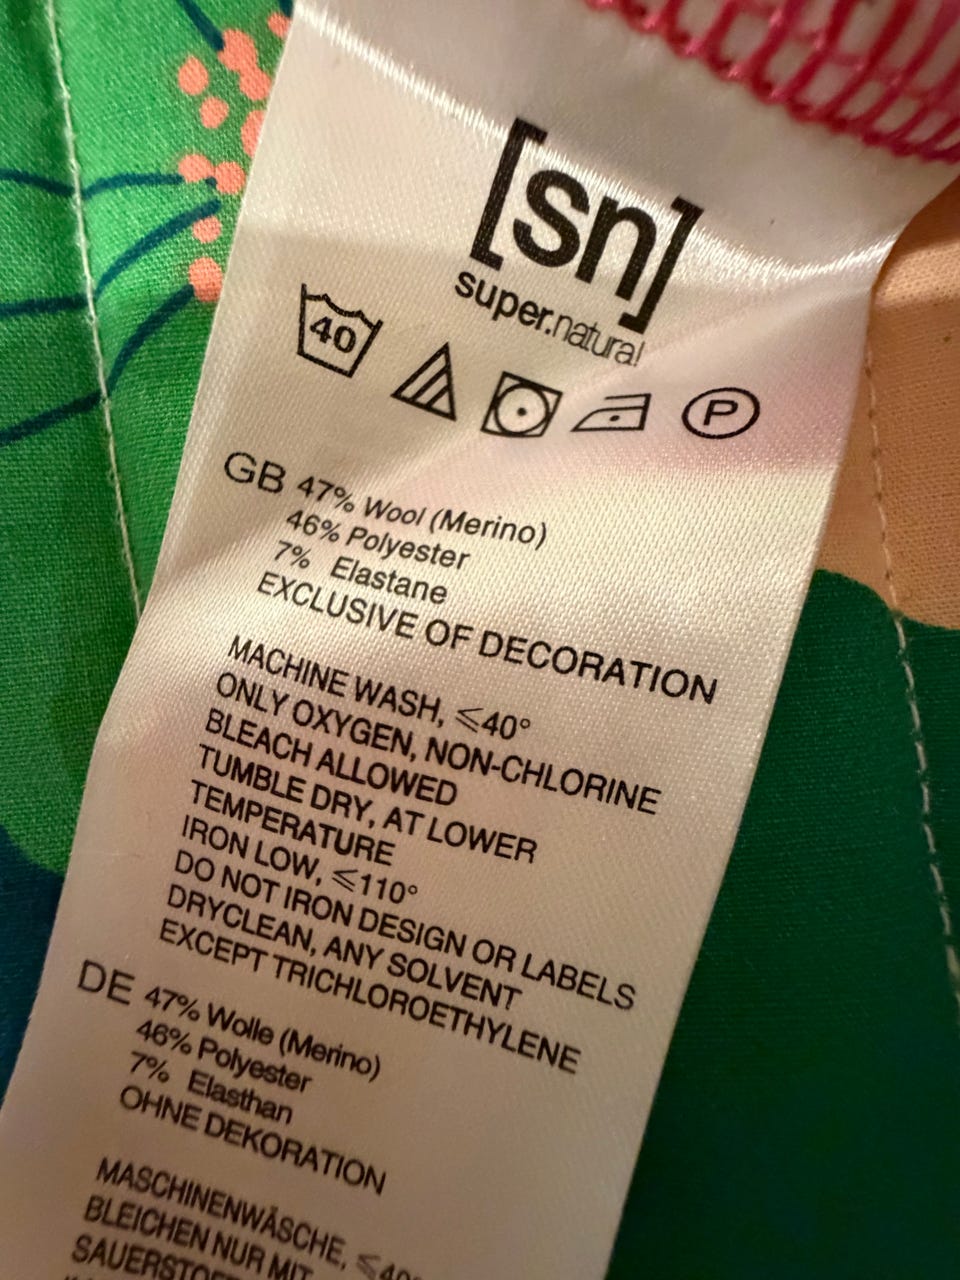 [sn]
super.natural
40
P
GB 47% Wool (Merino)
46% Polyester
7% Elastane
EXCLUSIVE OF DECORATION
MACHINE WASH, ⩽40°
ONLY OXYGEN, NON-CHLORINE
BLEACH ALLOWED
TUMBLE DRY, AT LOWER
TEMPERATURE
IRON LOW, ⩽110°
DO NOT IRON DESIGN OR LABELS
DRYCLEAN, ANY SOLVENT
EXCEPT TRICHLOROETHYLENE
DE 47% Wolle (Merino)
46% Polyester
7% Elasthan
OHNE DEKORATION
MASCHINENWÄSCHE, ⩽40°
BLEICHEN NUR MIT